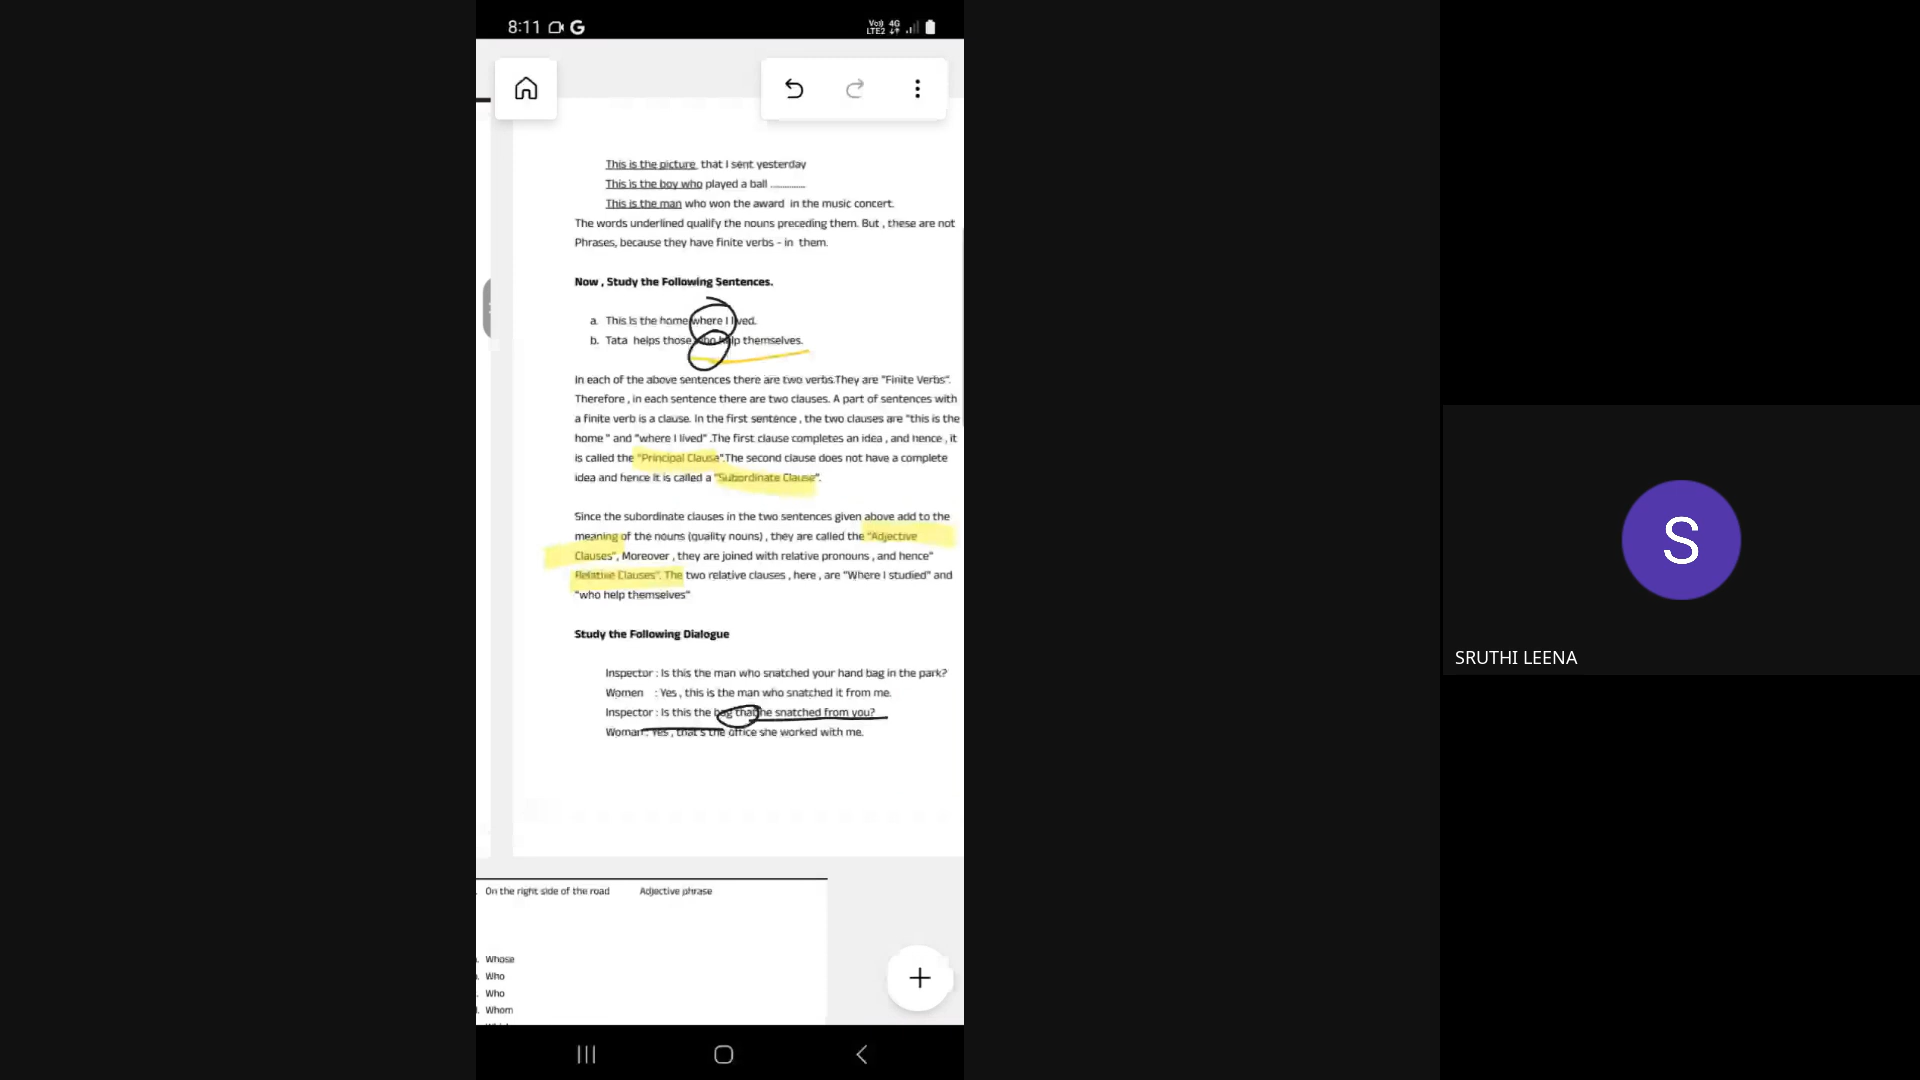 8:11 G Vo)) 4G LTE2
This is the picture that I sent yesterday
This is the boy who played a ball ..............
This is the man who won the award in the music concert.
The words underlined qualify the nouns preceding them. But , these are not
Phrases, because they have finite verbs - in them.
Now , Study the Following Sentences.
a. This is the home where I lived.
b. Tata helps those who help themselves.
In each of the above sentences there are two verbs.They are "Finite Verbs".
Therefore , in each sentence there are two clauses. A part of sentences with
a finite verb is a clause. In the first sentence , the two clauses are "this is the
home " and "where I lived" .The first clause completes an idea , and hence , it
is called the "Principal Clause".The second clause does not have a complete
idea and hence it is called a "Subordinate Clause".
Since the subordinate clauses in the two sentences given above add to the
meaning of the nouns (quality nouns) , they are called the "Adjective
Clauses", Moreover , they are joined with relative pronouns , and hence"
Relative Clauses". The two relative clauses , here , are "Where I studied" and
"who help themselves"
Study the Following Dialogue
Inspector : Is this the man who snatched your hand bag in the park?
Women : Yes , this is the man who snatched it from me.
Inspector : Is this the bag that he snatched from you?
Woman : Yes , that's the office she worked with me.
On the right side of the road Adjective phrase
Whose
Who
Who
Whom
S
SRUTHI LEENA